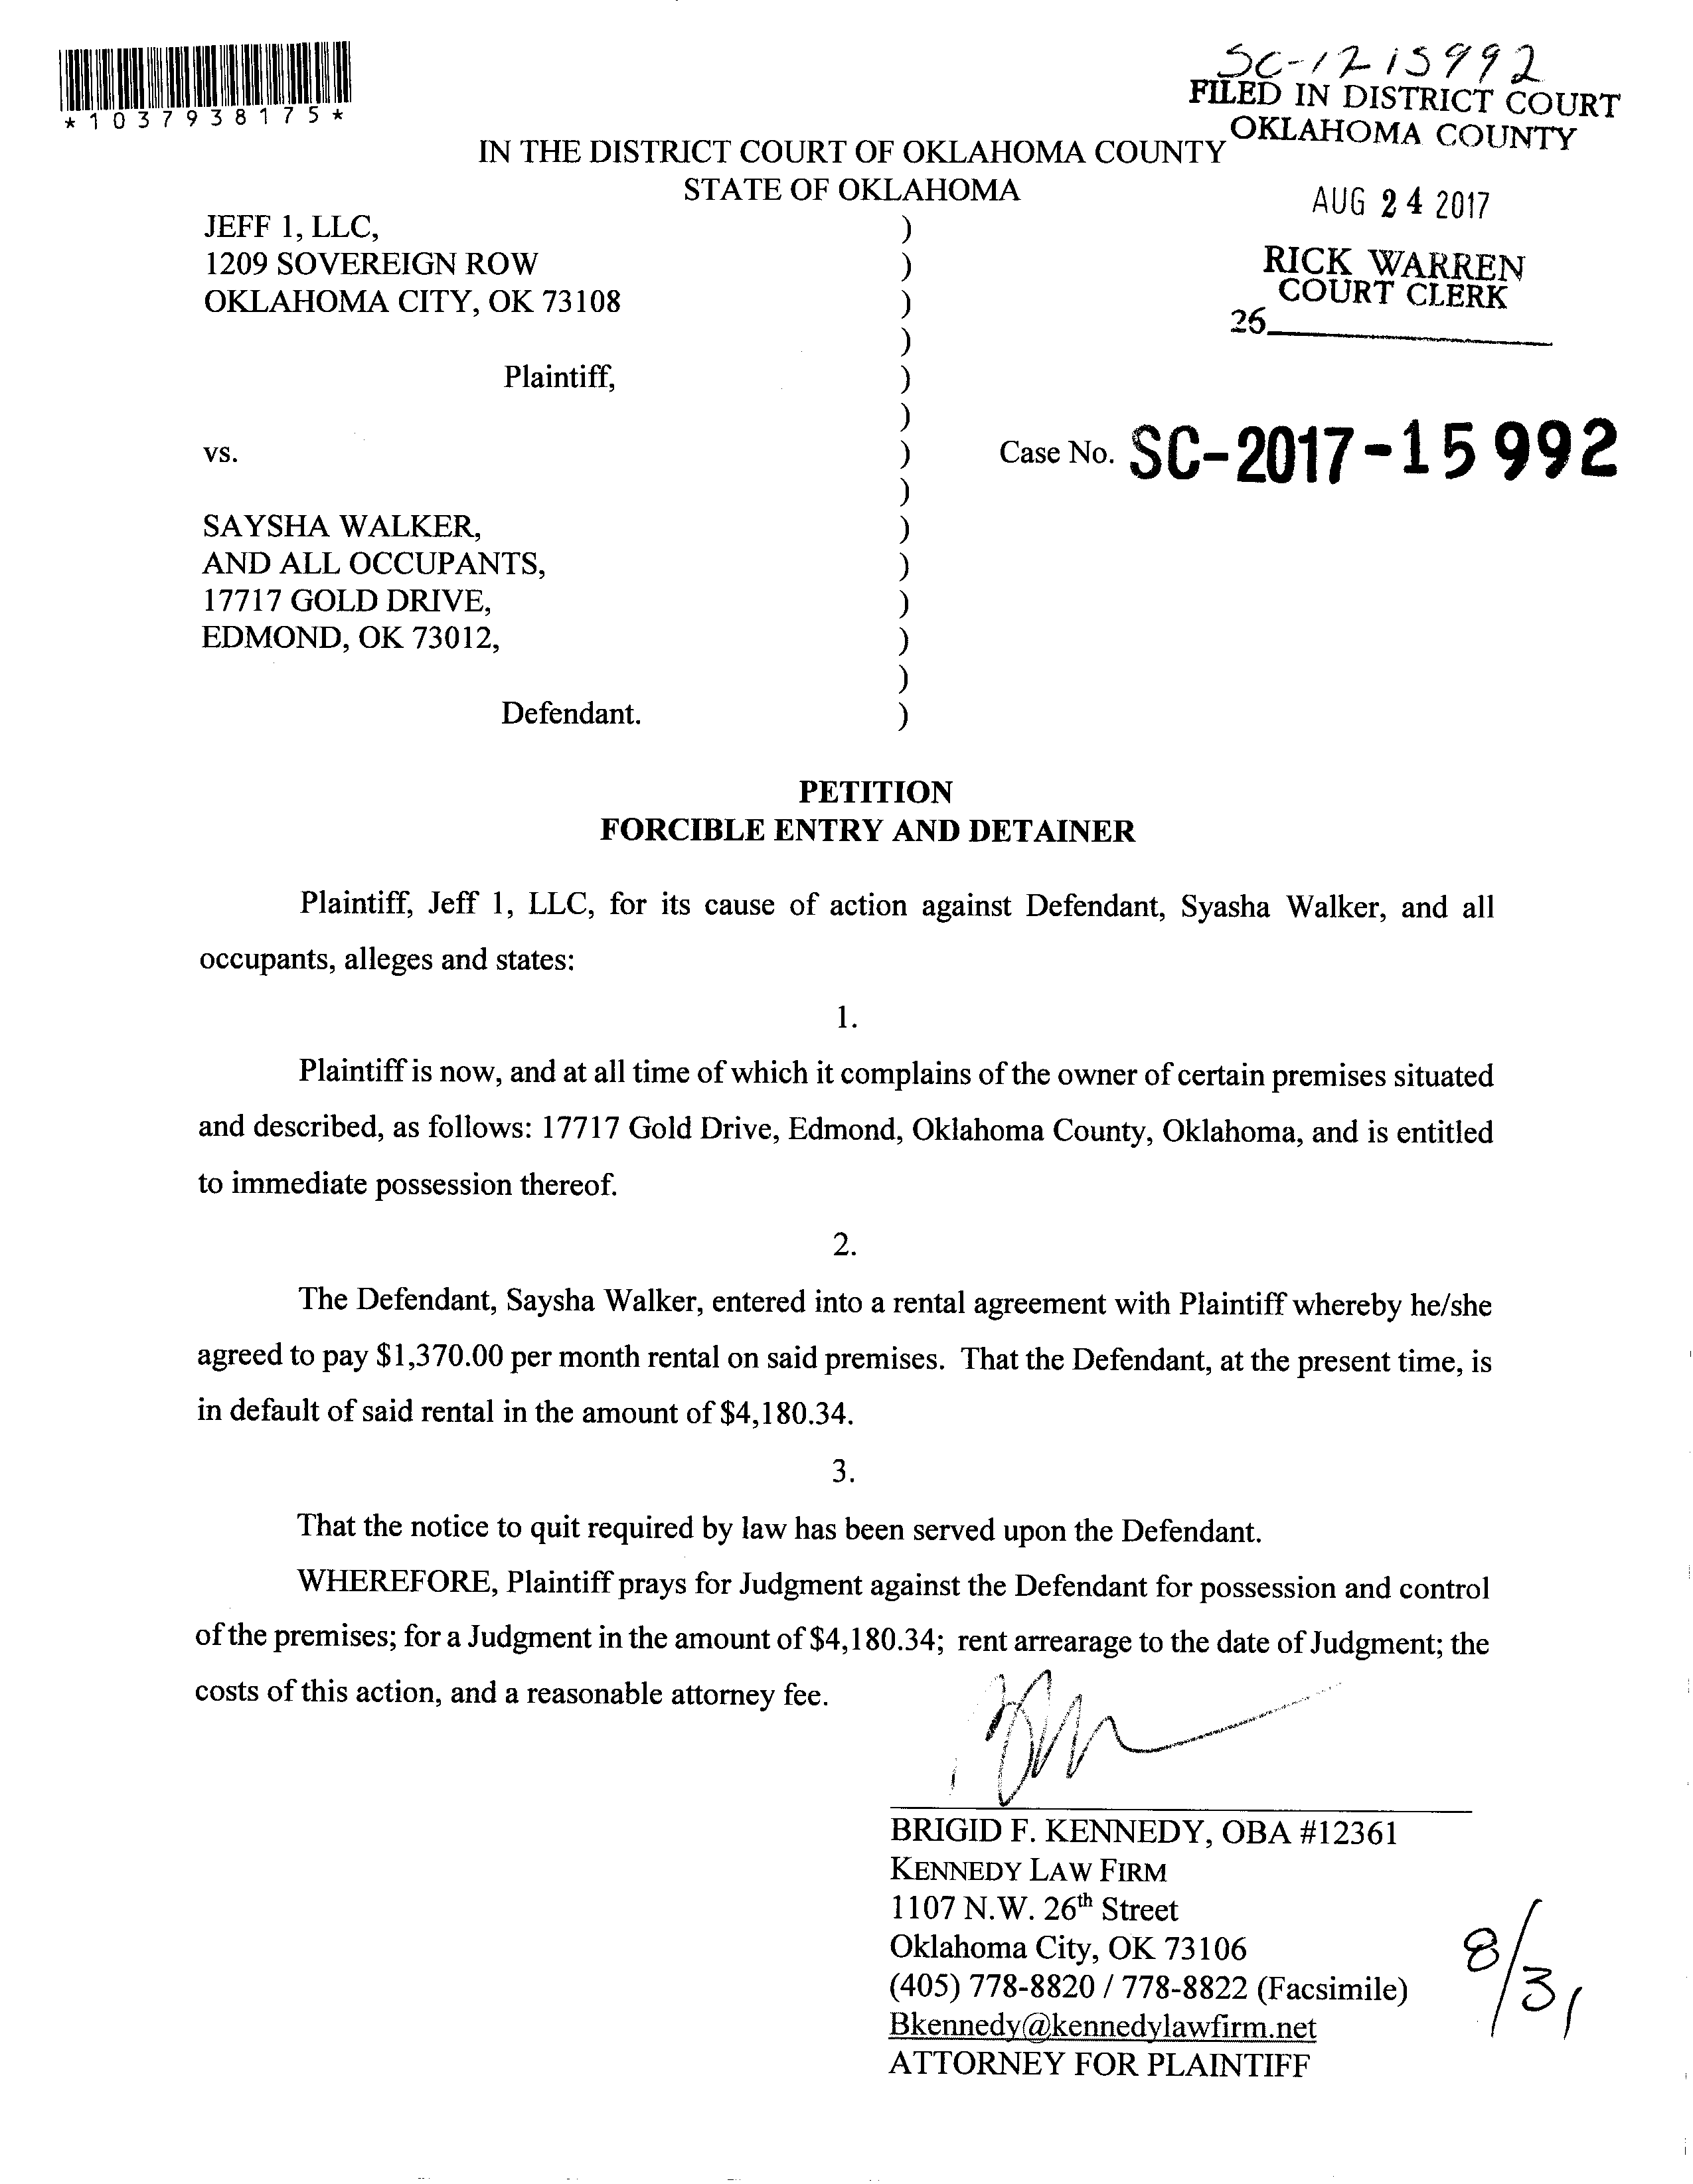 *1037938175*
SC-17 15992
FILED IN DISTRICT COURT
OKLAHOMA COUNTY
IN THE DISTRICT COURT OF OKLAHOMA COUNTY
STATE OF OKLAHOMA
AUG 24 2017
RICK WARREN
COURT CLERK
26
JEFF 1, LLC, )
1209 SOVEREIGN ROW )
OKLAHOMA CITY, OK 73108 )
)
Plaintiff, )
)
vs. ) Case No. SC-2017-15992
)
SAYSHA WALKER, )
AND ALL OCCUPANTS, )
17717 GOLD DRIVE, )
EDMOND, OK 73012, )
)
Defendant. )
PETITION
FORCIBLE ENTRY AND DETAINER
Plaintiff, Jeff 1, LLC, for its cause of action against Defendant, Syasha Walker, and all
occupants, alleges and states:
1.
Plaintiff is now, and at all time of which it complains of the owner of certain premises situated
and described, as follows: 17717 Gold Drive, Edmond, Oklahoma County, Oklahoma, and is entitled
to immediate possession thereof.
2.
The Defendant, Saysha Walker, entered into a rental agreement with Plaintiff whereby he/she
agreed to pay $1,370.00 per month rental on said premises. That the Defendant, at the present time, is
in default of said rental in the amount of $4,180.34.
3.
That the notice to quit required by law has been served upon the Defendant.
WHEREFORE, Plaintiff prays for Judgment against the Defendant for possession and control
of the premises; for a Judgment in the amount of $4,180.34; rent arrearage to the date of Judgment; the
costs of this action, and a reasonable attorney fee.
BRIGID F. KENNEDY, OBA #12361
KENNEDY LAW FIRM
1107 N.W. 26th Street
Oklahoma City, OK 73106
(405) 778-8820 / 778-8822 (Facsimile)
Bkennedy@kennedylawfirm.net
ATTORNEY FOR PLAINTIFF
8/31